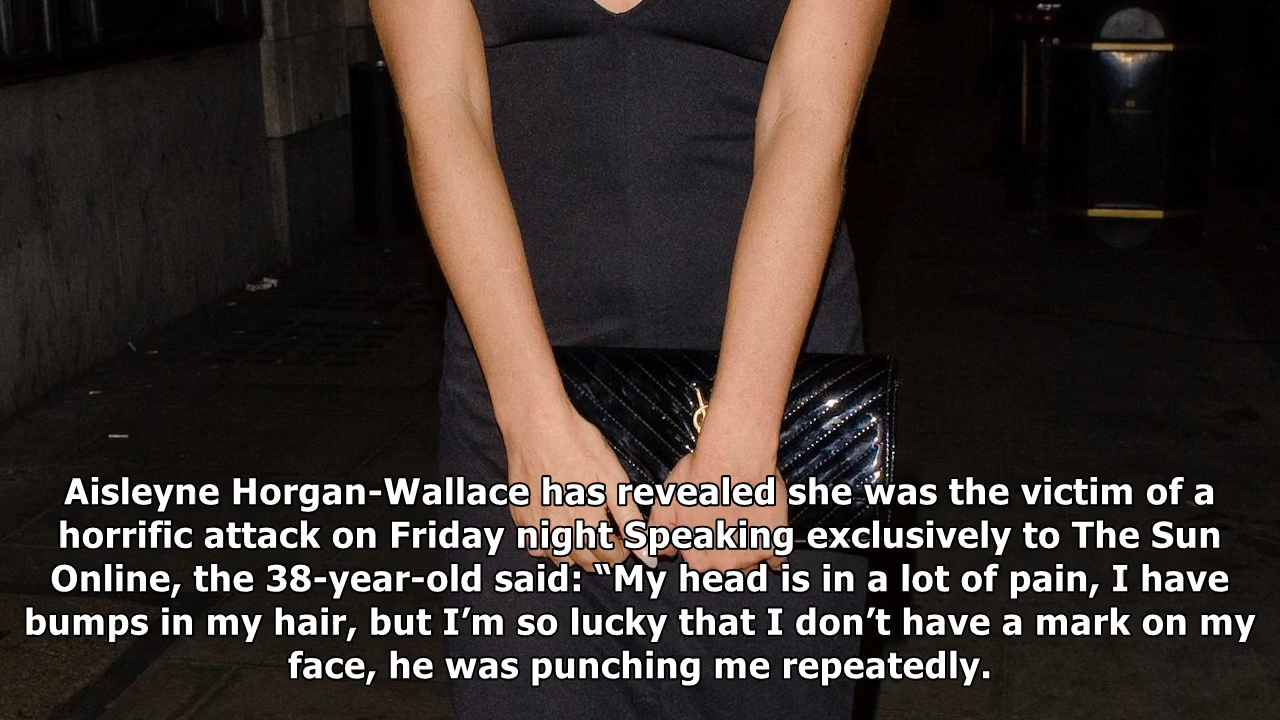 Aisleyne Horgan-Wallace has revealed she was the victim of a
horrific attack on Friday night Speaking exclusively to The Sun
Online, the 38-year-old said: “My head is in a lot of pain, I have
bumps in my hair, but I’m so lucky that I don’t have a mark on my
face, he was punching me repeatedly.